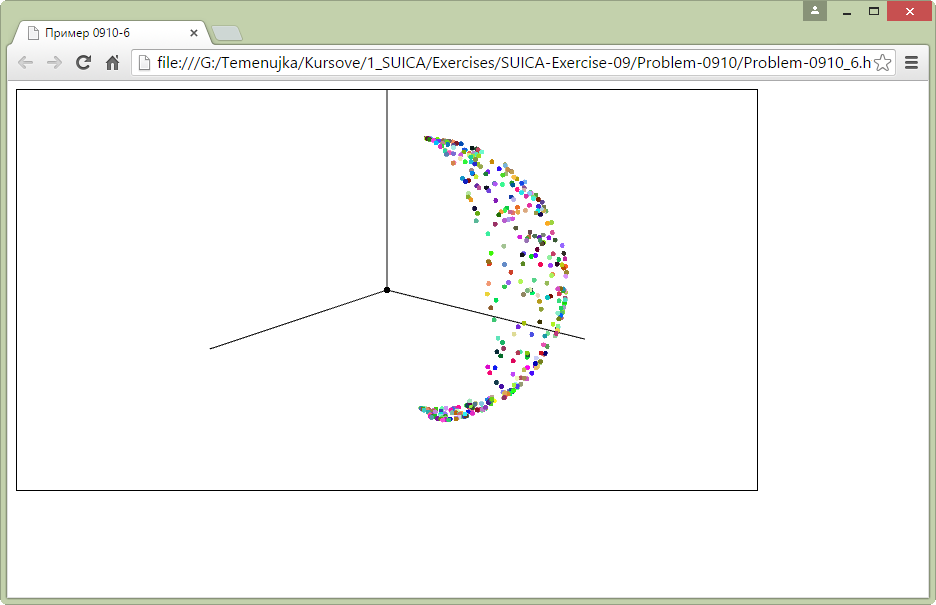 Пример 0910-6
file:///G:/Temenujka/Kursove/1_SUICA/Exercises/SUICA-Exercise-09/Problem-0910/Problem-0910_6.h